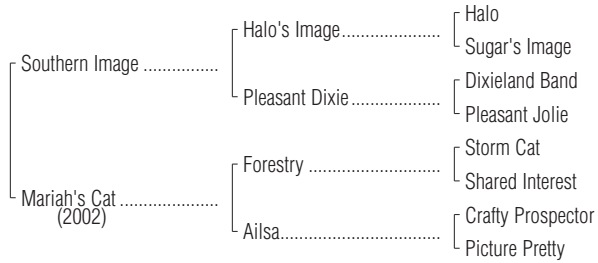 Halo
Halo's Image....................
Sugar's Image
Southern Image ................
Dixieland Band
Pleasant Dixie...................
Pleasant Jolie
Storm Cat
Forestry ...........................
Shared Interest
Mariah's Cat .....................
(2002)
Crafty Prospector
Ailsa.................................
Picture Pretty